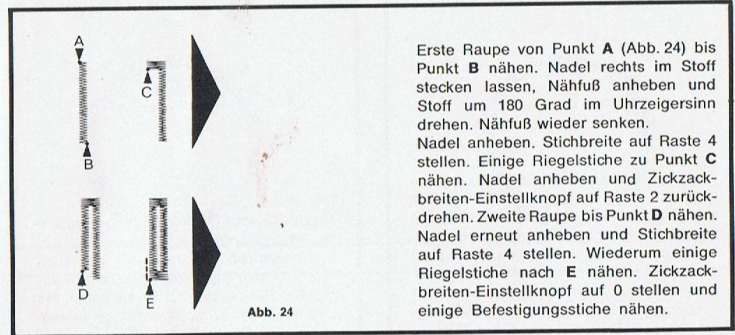 A
B
C
D
E
Abb. 24
Erste Raupe von Punkt A (Abb. 24) bis
Punkt B nähen. Nadel rechts im Stoff
stecken lassen, Nähfuß anheben und
Stoff um 180 Grad im Uhrzeigersinn
drehen. Nähfuß wieder senken.
Nadel anheben. Stichbreite auf Raste 4
stellen. Einige Riegelstiche zu Punkt C
nähen. Nadel anheben und Zickzack-
breiten-Einstellknopf auf Raste 2 zurück-
drehen. Zweite Raupe bis Punkt D nähen.
Nadel erneut anheben und Stichbreite
auf Raste 4 stellen. Wiederum einige
Riegelstiche nach E nähen. Zickzack-
breiten-Einstellknopf auf 0 stellen und
einige Befestigungsstiche nähen.